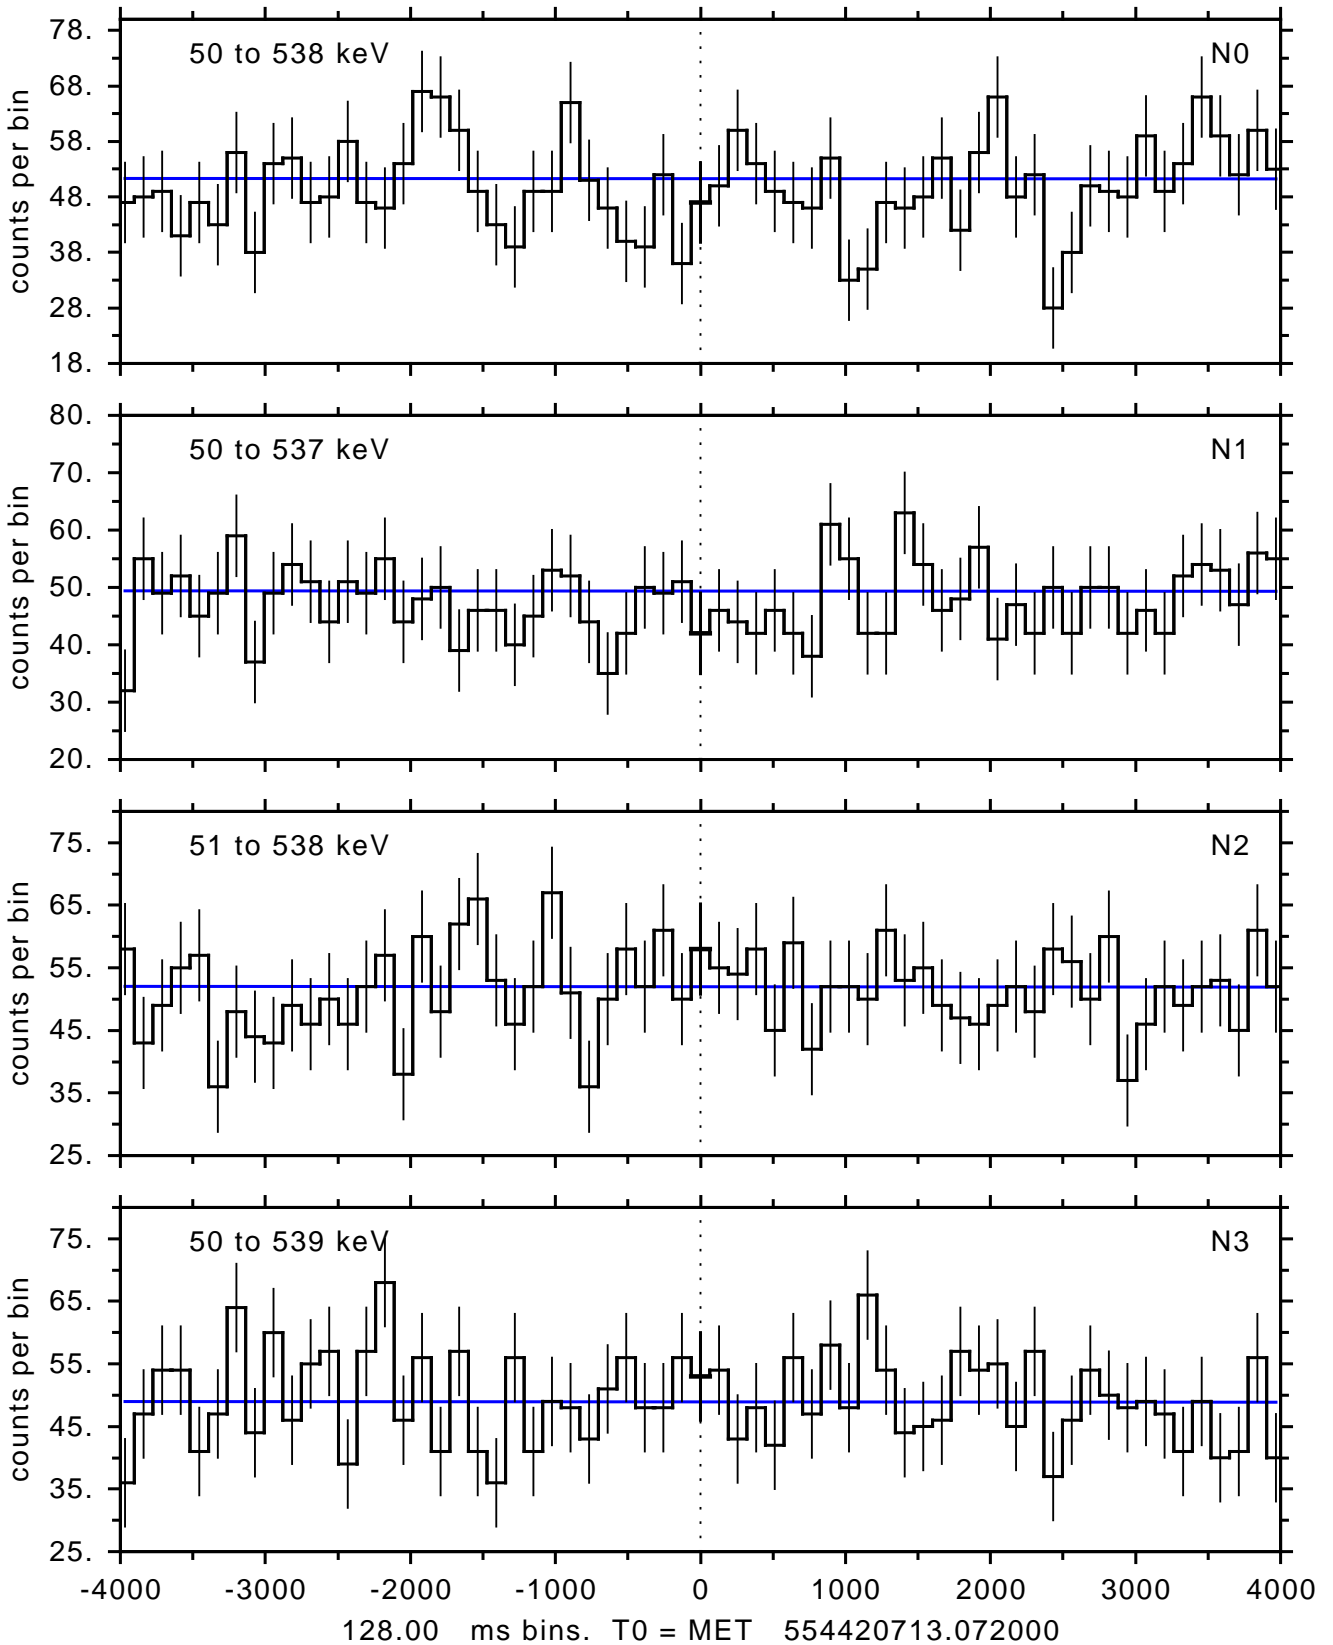 78.
50 to 538 keV N0
68.
58.
48.
38.
28.
18.
counts per bin
80.
50 to 537 keV N1
70.
60.
50.
40.
30.
20.
counts per bin
75.
51 to 538 keV N2
65.
55.
45.
35.
25.
counts per bin
75.
50 to 539 keV N3
65.
55.
45.
35.
25.
counts per bin
-4000 -3000 -2000 -1000 0 1000 2000 3000 4000
128.00 ms bins. T0 = MET 554420713.072000